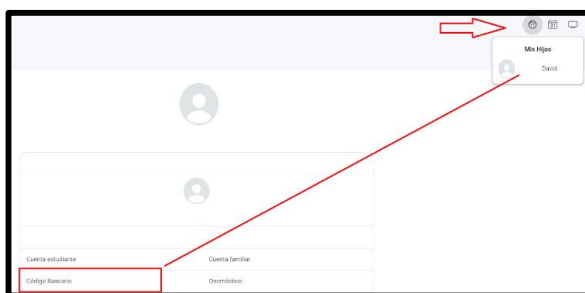 Mis Hijos
David
Cuenta estudiante
Cuenta familiar
Código Bancario
Onomástico